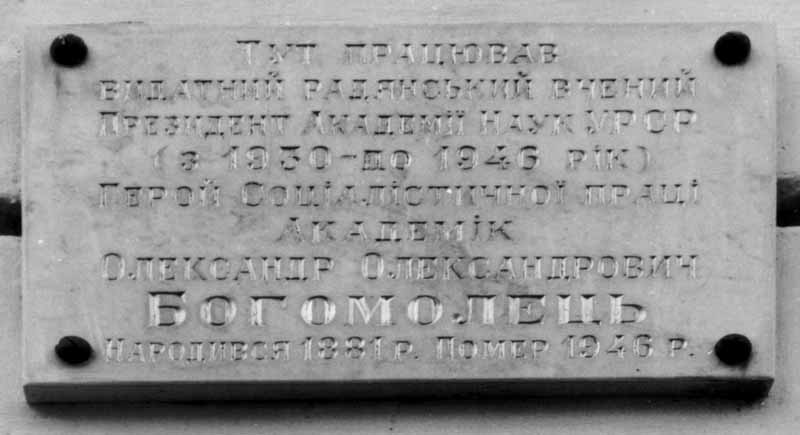 Тут працював
видатний радянський вчений
Президент Академії Наук УРСР
(з 1930-до 1946 рік)
Герой Соціалістичної праці
Академік
Олександр Олександрович
Богомолець
Народився 1881 р. Помер 1946 р.